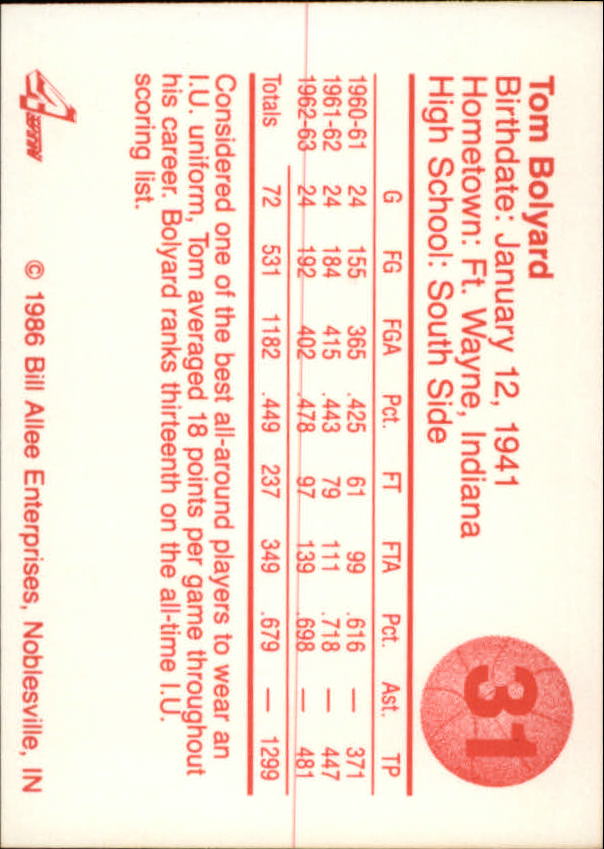 Tom Bolyard
Birthdate: January 12, 1941
Hometown: Ft. Wayne, Indiana
High School: South Side
31
G FG FGA Pct. FT FTA Pct. Ast. TP
1960-61 24 155 365 .425 61 99 .616 — 371
1961-62 24 184 415 .443 79 111 .718 — 447
1962-63 24 192 402 .478 97 139 .698 — 481
Totals 72 531 1182 .449 237 349 .679 — 1299
Considered one of the best all-around players to wear an
I.U. uniform, Tom averaged 18 points per game throughout
his career. Bolyard ranks thirteenth on the all-time I.U.
scoring list.
© 1986 Bill Allee Enterprises, Noblesville, IN